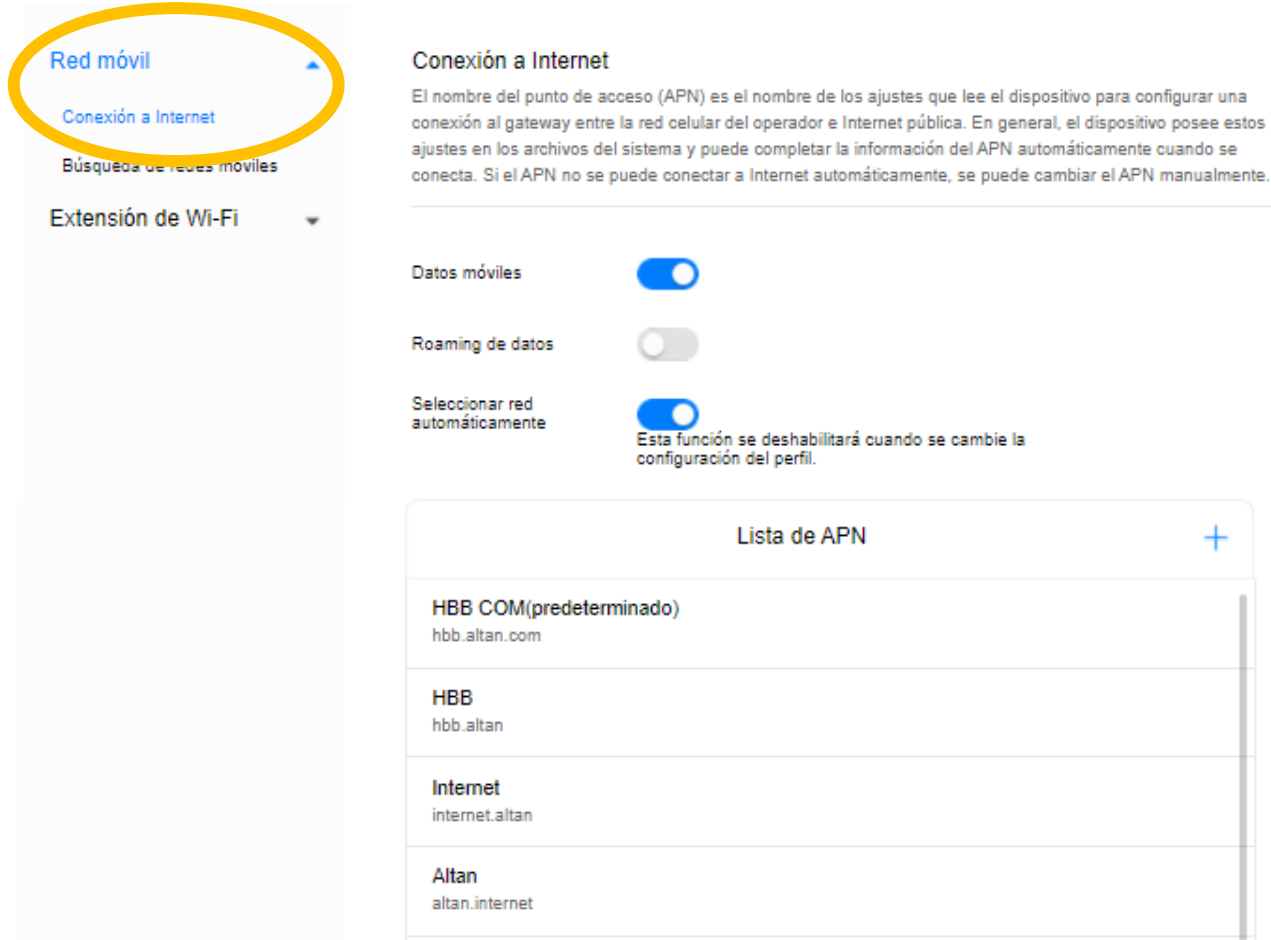 Red móvil
Conexión a Internet
Búsqueda de redes móviles
Extensión de Wi-Fi
Conexión a Internet
El nombre del punto de acceso (APN) es el nombre de los ajustes que lee el dispositivo para configurar una
conexión al gateway entre la red celular del operador e Internet pública. En general, el dispositivo posee estos
ajustes en los archivos del sistema y puede completar la información del APN automáticamente cuando se
conecta. Si el APN no se puede conectar a Internet automáticamente, se puede cambiar el APN manualmente.
Datos móviles
Roaming de datos
Seleccionar red
automáticamente
Esta función se deshabilitará cuando se cambie la
configuración del perfil.
Lista de APN
HBB COM(predeterminado)
hbb.altan.com
HBB
hbb.altan
Internet
internet.altan
Altan
altan.internet